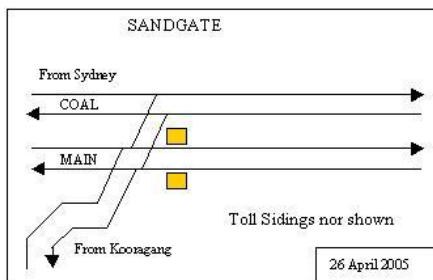 SANDGATE
From Sydney
COAL
MAIN
Toll Sidings nor shown
From Kooragang
26 April 2005